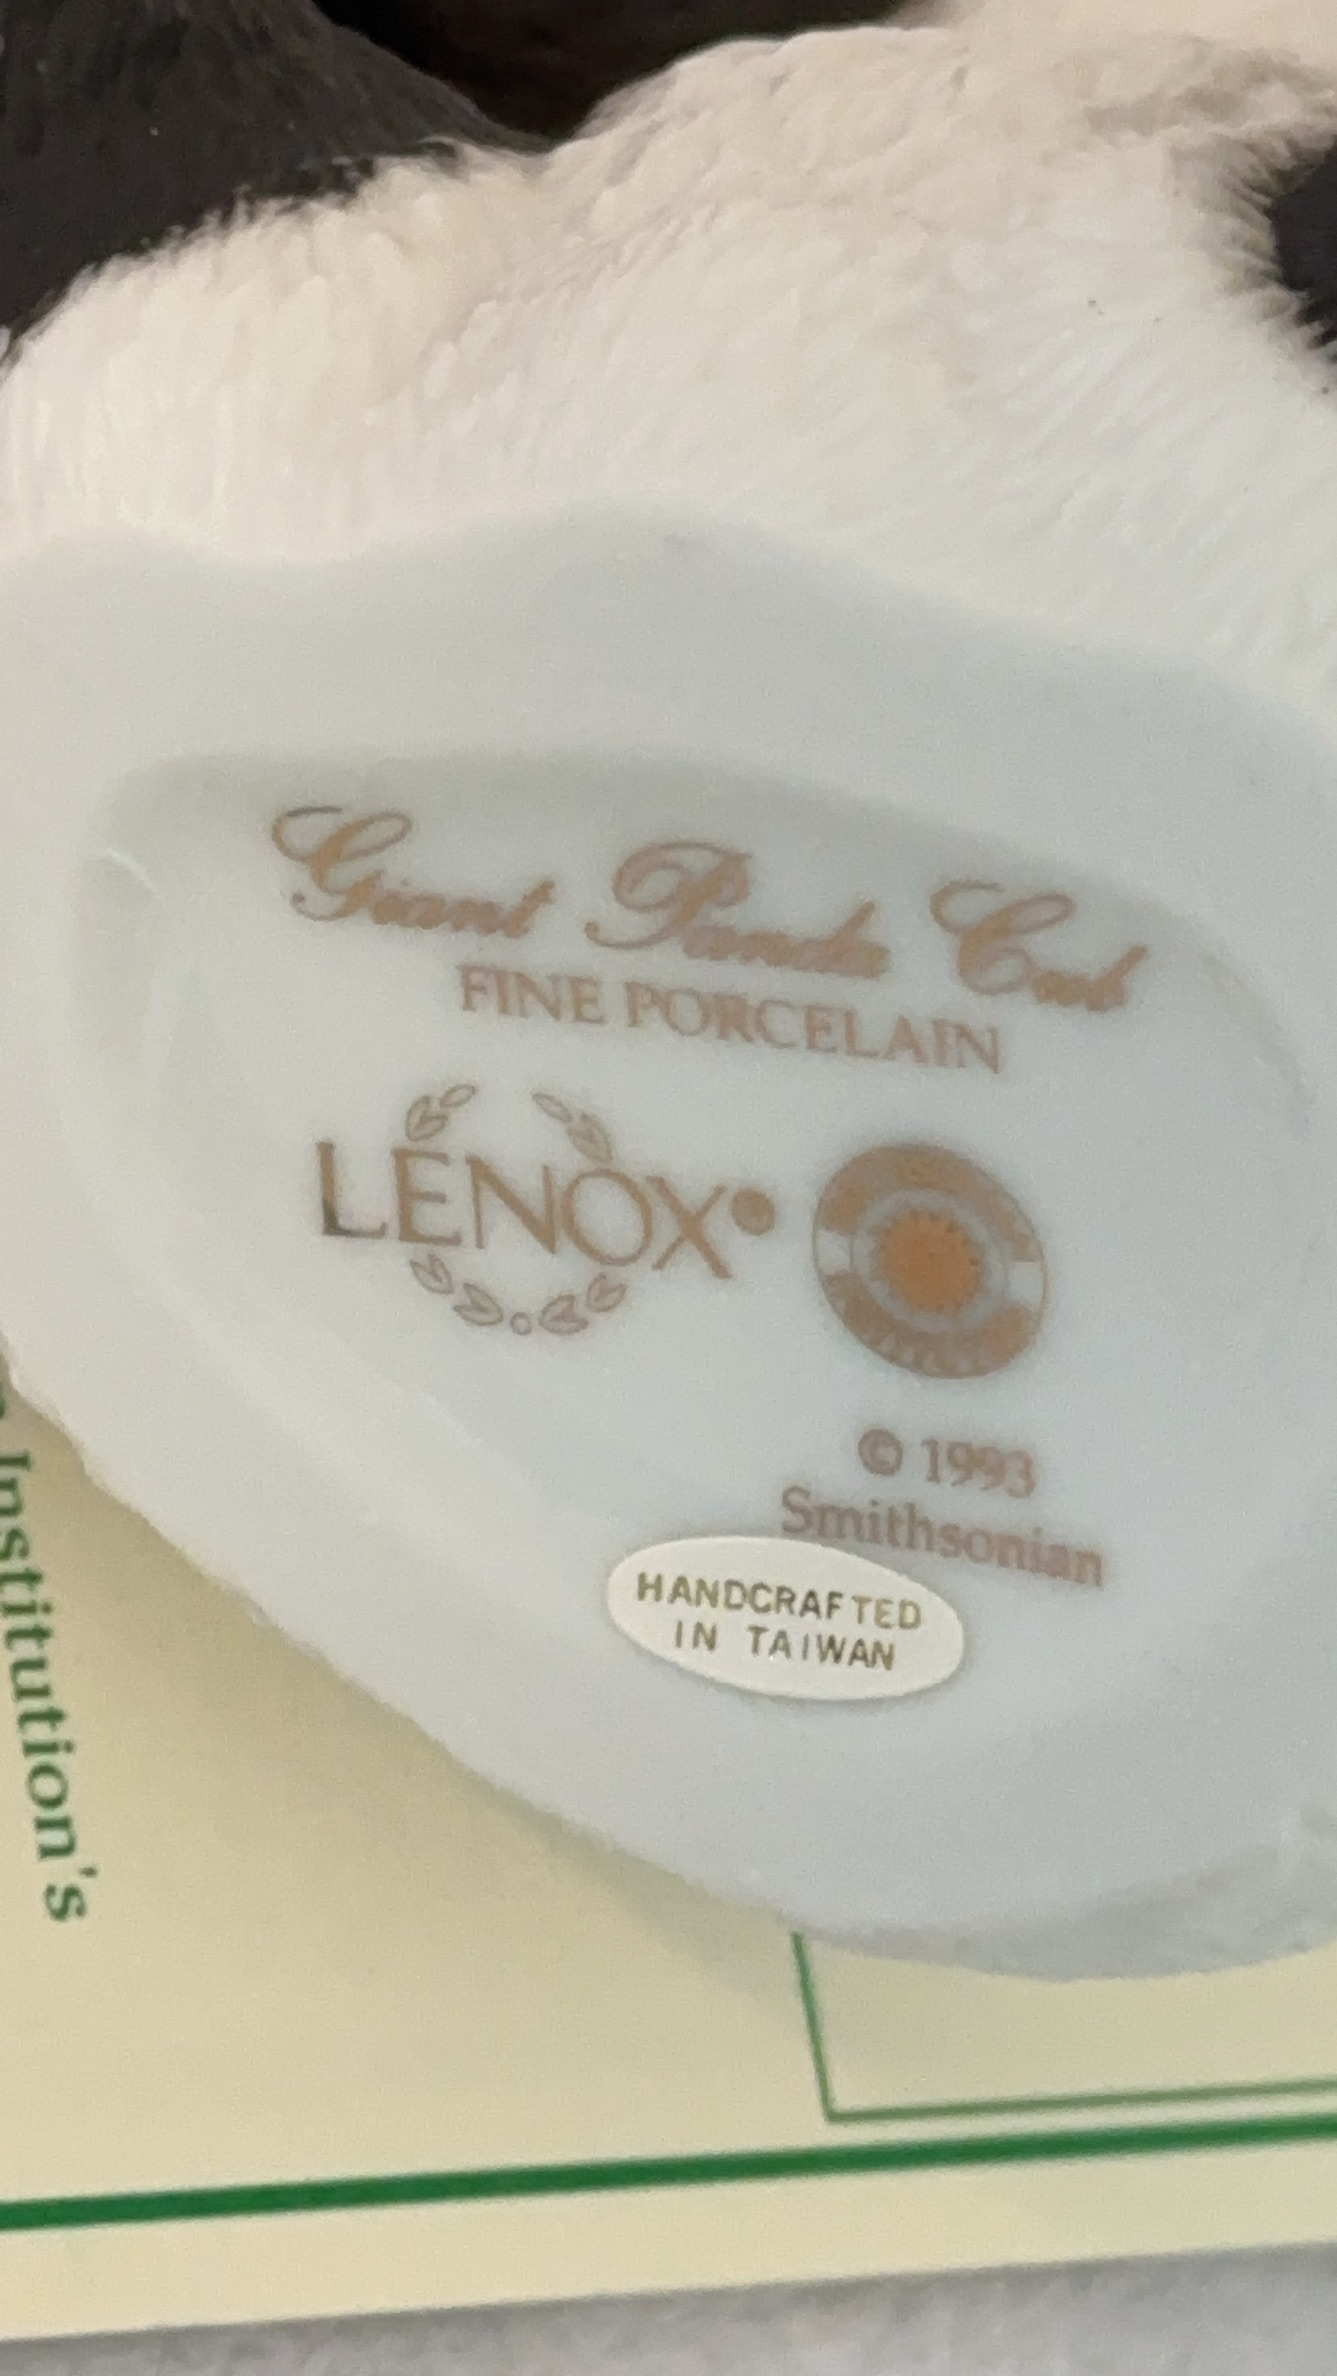 Giant Panda Cub
FINE PORCELAIN
LENOX
© 1993
Smithsonian
HANDCRAFTED
IN TAIWAN
Institution's